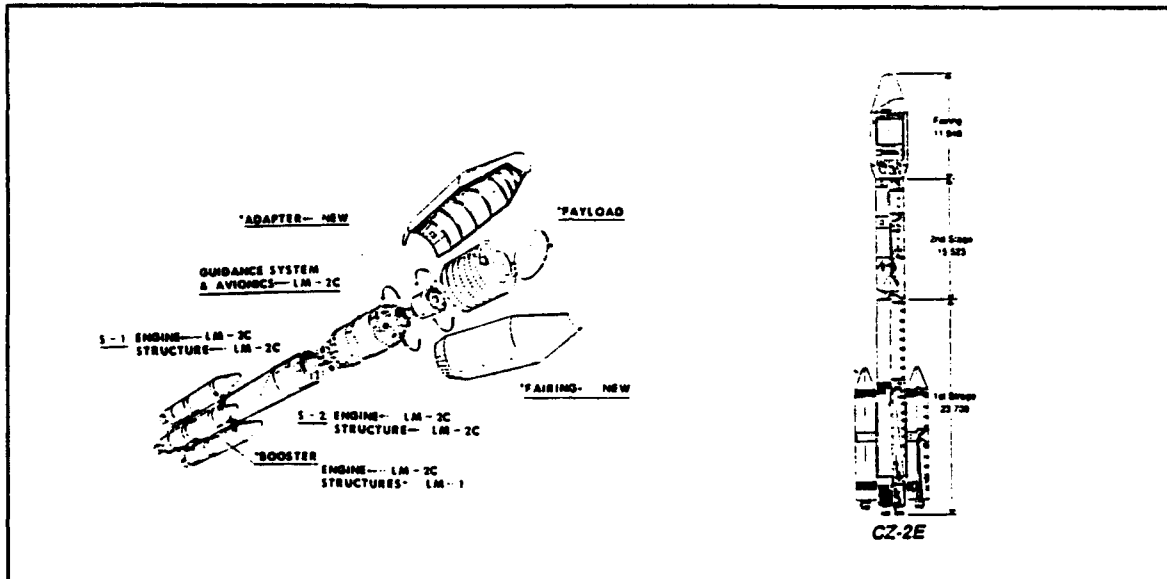 *ADAPTER— NEW
*PAYLOAD
GUIDANCE SYSTEM
& AVIONICS— LM-2C
S-1 ENGINE— LM-2C
STRUCTURE— LM-2C
*FAIRING- NEW
S-2 ENGINE— LM-2C
STRUCTURE— LM-2C
*BOOSTER
ENGINE— LM-2C
STRUCTURES- LM-1
Fairing
2nd Stage
15 523
1st Stage
CZ-2E